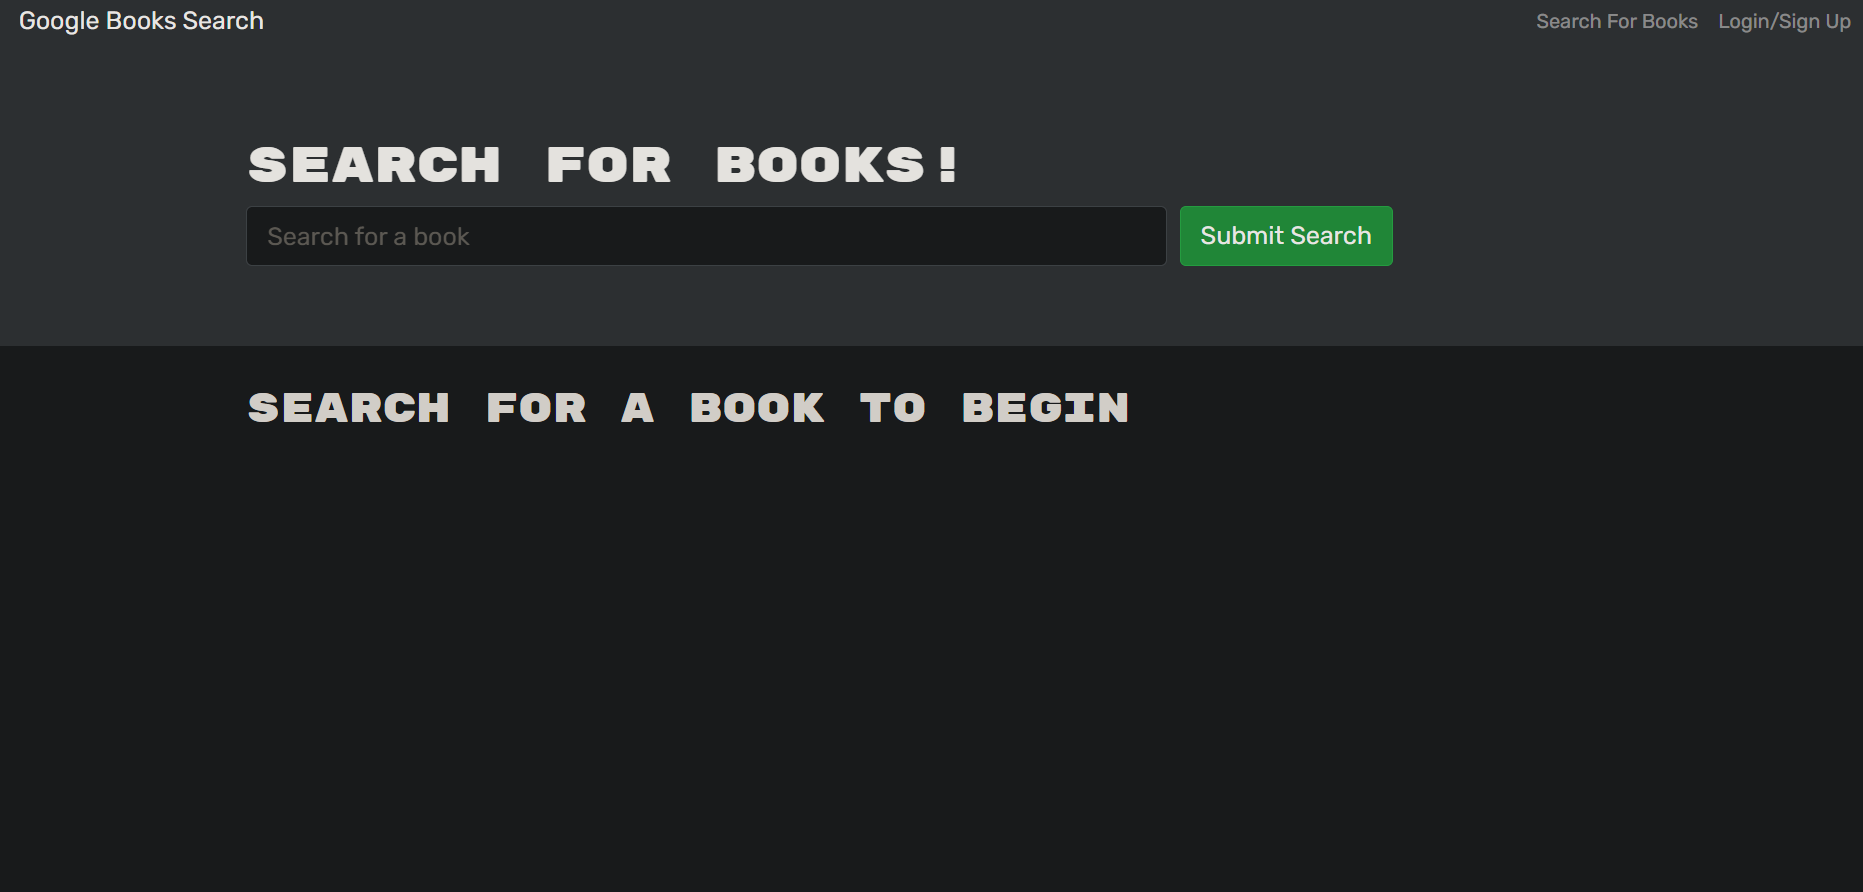 Google Books Search
Search For Books
Login/Sign Up
SEARCH FOR BOOKS!
Search for a book
Submit Search
SEARCH FOR A BOOK TO BEGIN